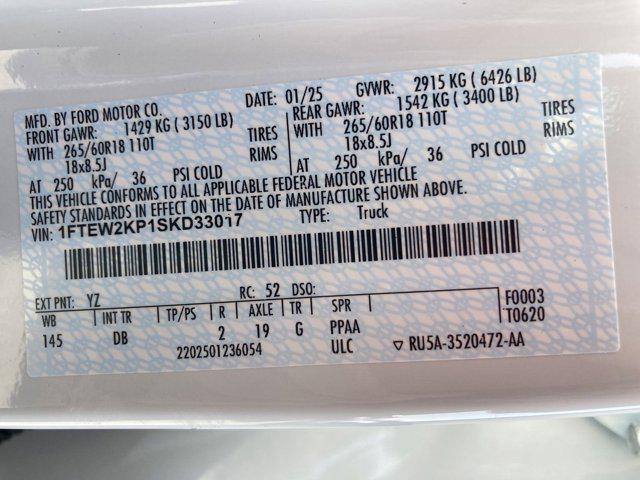 MFD. BY FORD MOTOR CO.
DATE: 01/25 GVWR: 2915 KG ( 6426 LB)
FRONT GAWR: 1429 KG ( 3150 LB) REAR GAWR: 1542 KG ( 3400 LB)
WITH 265/60R18 110T TIRES WITH 265/60R18 110T TIRES
18x8.5J RIMS 18x8.5J RIMS
AT 250 kPa/ 36 PSI COLD AT 250 kPa/ 36 PSI COLD
THIS VEHICLE CONFORMS TO ALL APPLICABLE FEDERAL MOTOR VEHICLE
SAFETY STANDARDS IN EFFECT ON THE DATE OF MANUFACTURE SHOWN ABOVE.
VIN: 1FTEW2KP1SKD33017 TYPE: Truck
EXT PNT: YZ RC: 52 DSO:
WB INT TR TP/PS R AXLE TR SPR F0003
145 DB 2 19 G PPAA T0620
2202501236054 ULC ▽ RU5A-3520472-AA